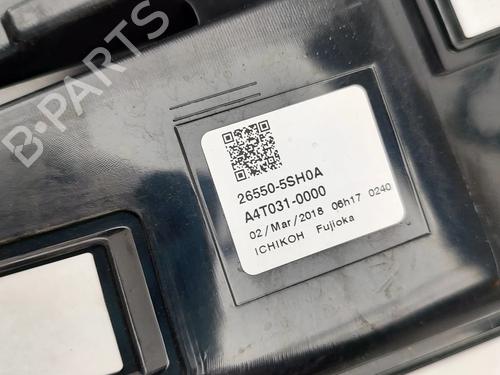 B-PARTS
26550-5SH0A
A4T031-0000
02/Mar/2018 06h17 0240
ICHIKOH Fujioka